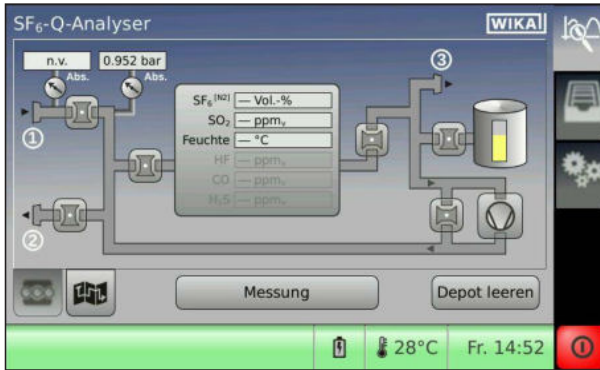 SF₆-Q-Analyser
WIKA
n.v.
0.952 bar
Abs.
Abs.
①
②
③
SF₆ [N2] — Vol.-%
SO₂ — ppmᵥ
Feuchte — °C
HF — ppmᵥ
CO — ppmᵥ
H₂S — ppmᵥ
Messung
Depot leeren
28°C
Fr. 14:52